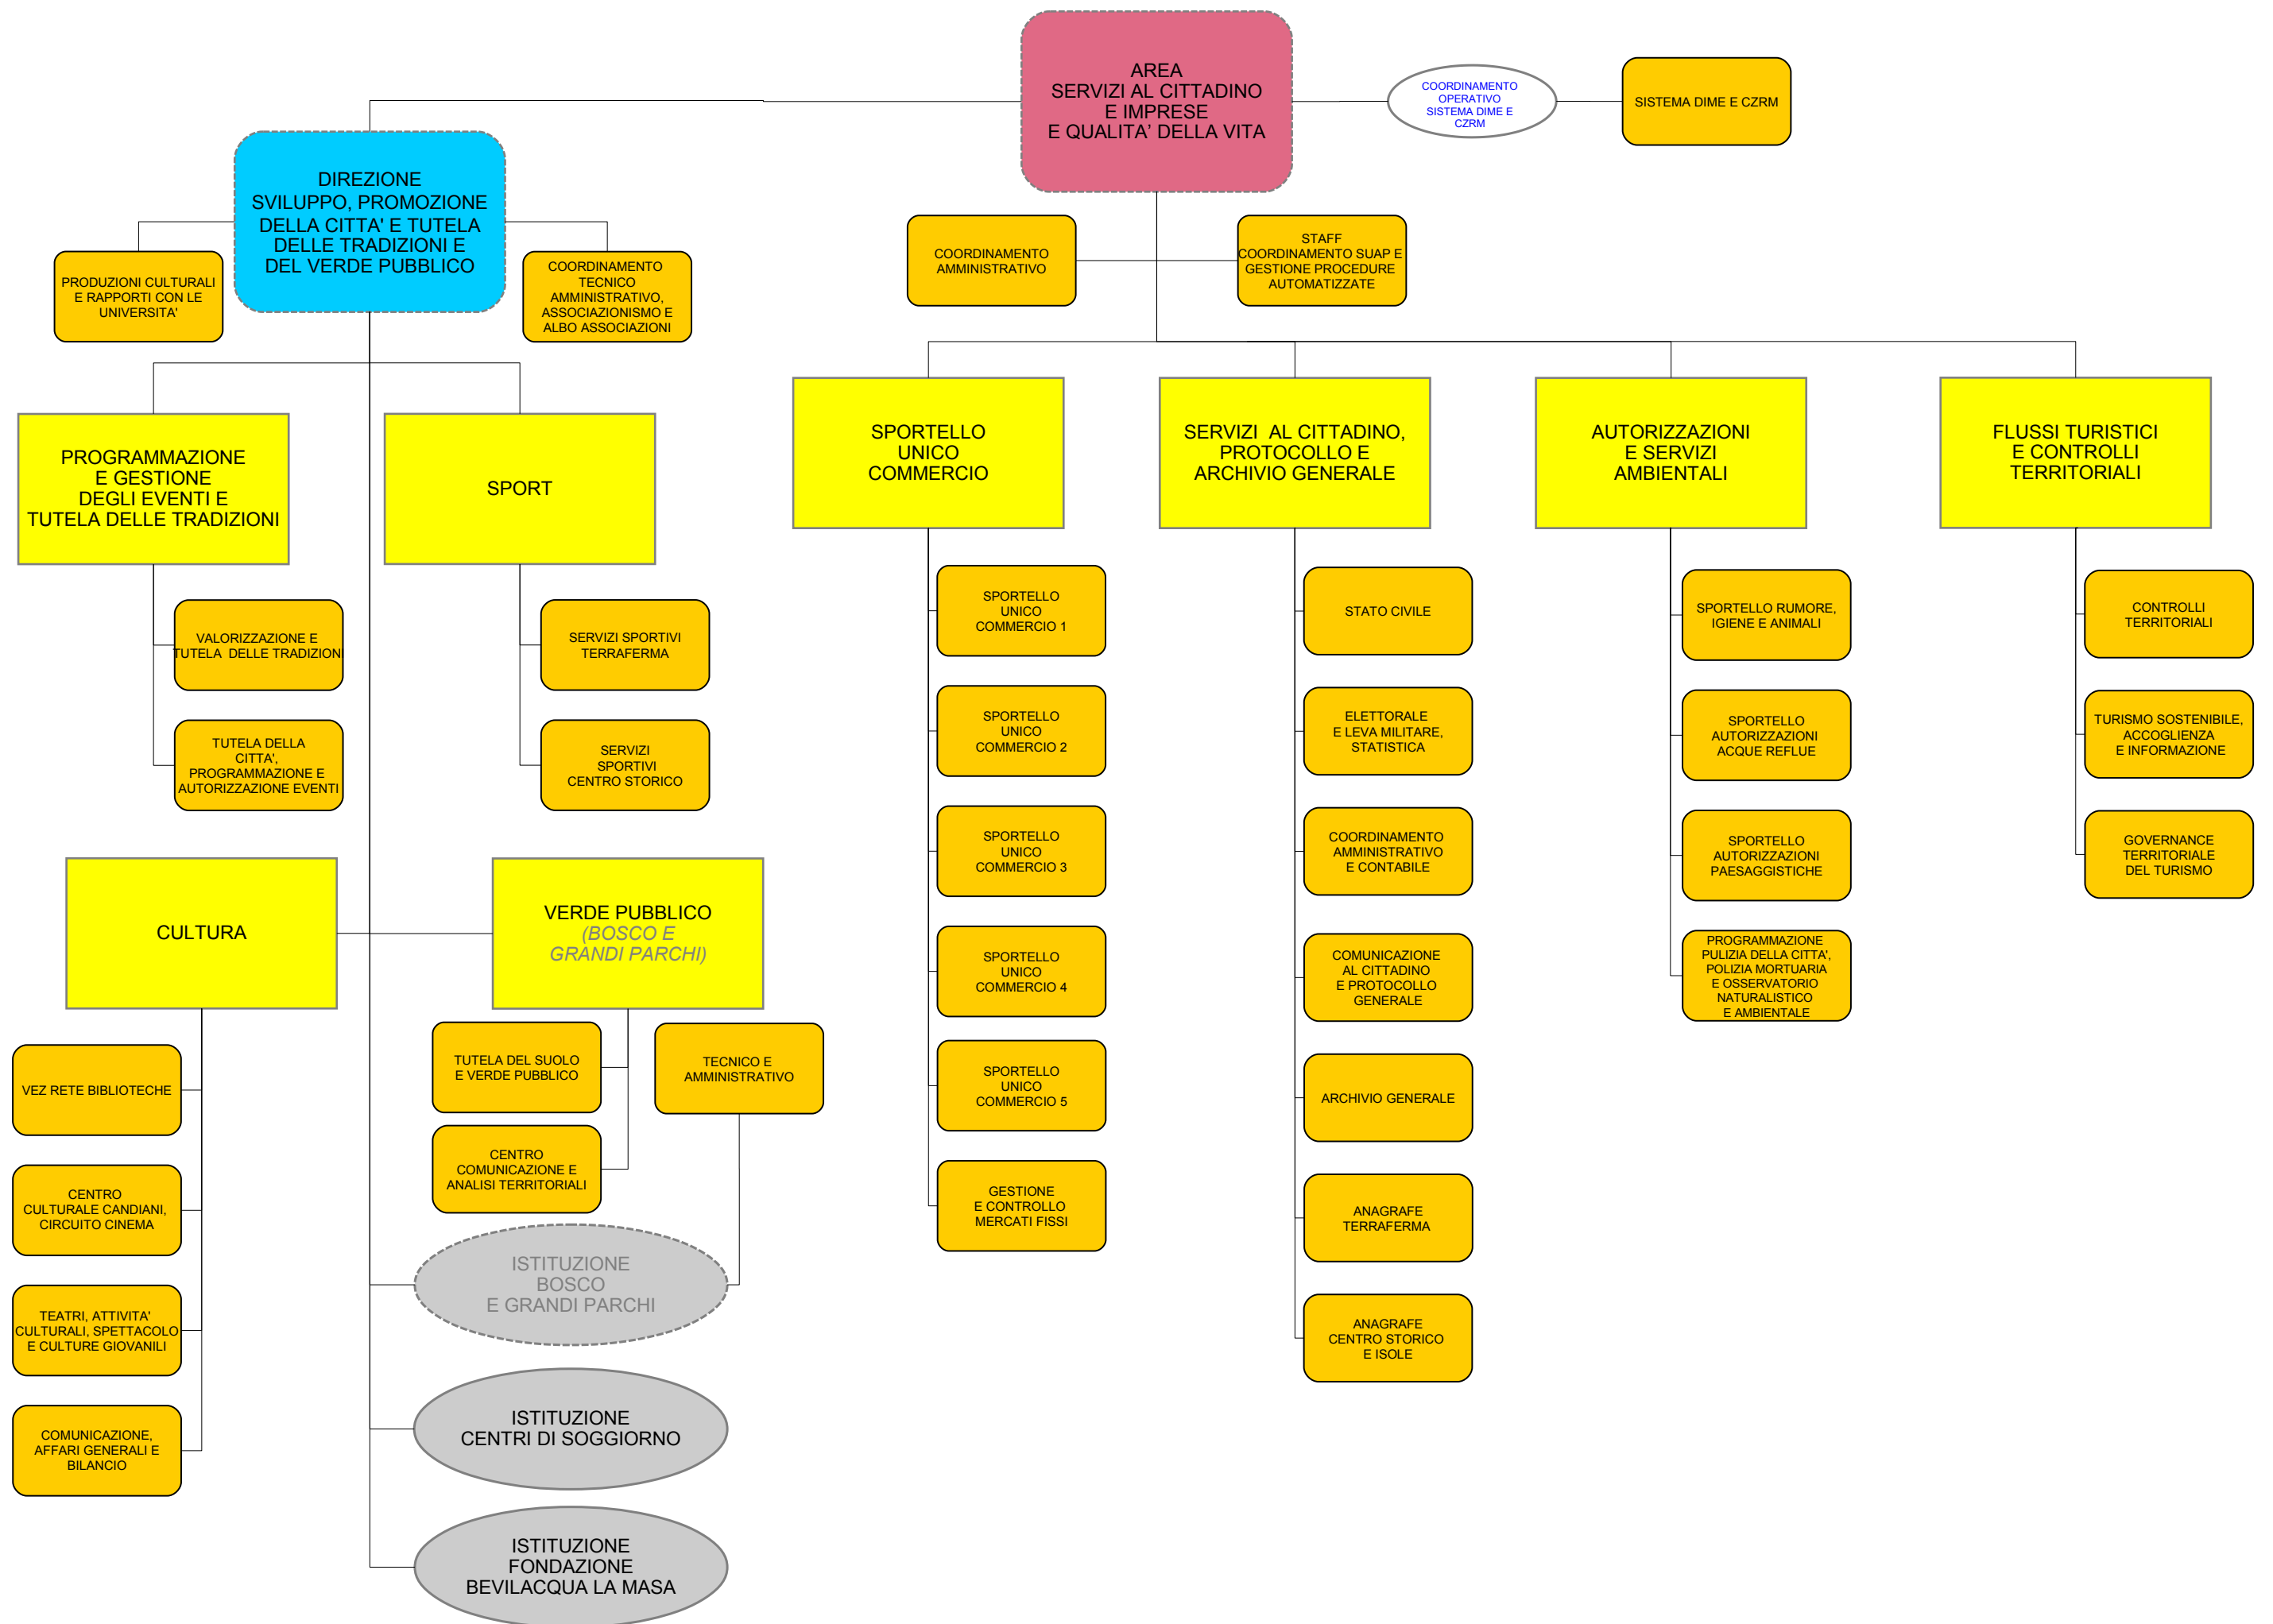 AREA
SERVIZI AL CITTADINO
E IMPRESE
E QUALITA' DELLA VITA
COORDINAMENTO
OPERATIVO
SISTEMA DIME E
CZRM
SISTEMA DIME E CZRM
DIREZIONE
SVILUPPO, PROMOZIONE
DELLA CITTA' E TUTELA
DELLE TRADIZIONI E
DEL VERDE PUBBLICO
PRODUZIONI CULTURALI
E RAPPORTI CON LE
UNIVERSITA'
COORDINAMENTO
TECNICO
AMMINISTRATIVO,
ASSOCIAZIONISMO E
ALBO ASSOCIAZIONI
COORDINAMENTO
AMMINISTRATIVO
STAFF
COORDINAMENTO SUAP E
GESTIONE PROCEDURE
AUTOMATIZZATE
PROGRAMMAZIONE
E GESTIONE
DEGLI EVENTI E
TUTELA DELLE TRADIZIONI
SPORT
SPORTELLO
UNICO
COMMERCIO
SERVIZI  AL CITTADINO,
PROTOCOLLO E
ARCHIVIO GENERALE
AUTORIZZAZIONI
E SERVIZI
AMBIENTALI
FLUSSI TURISTICI
E CONTROLLI
TERRITORIALI
VALORIZZAZIONE E
TUTELA  DELLE TRADIZIONI
TUTELA DELLA
CITTA',
PROGRAMMAZIONE E
AUTORIZZAZIONE EVENTI
SERVIZI SPORTIVI
TERRAFERMA
SERVIZI
SPORTIVI
CENTRO STORICO
SPORTELLO
UNICO
COMMERCIO 1
SPORTELLO
UNICO
COMMERCIO 2
SPORTELLO
UNICO
COMMERCIO 3
SPORTELLO
UNICO
COMMERCIO 4
SPORTELLO
UNICO
COMMERCIO 5
GESTIONE
E CONTROLLO
MERCATI FISSI
STATO CIVILE
ELETTORALE
E LEVA MILITARE,
STATISTICA
COORDINAMENTO
AMMINISTRATIVO
E CONTABILE
COMUNICAZIONE
AL CITTADINO
E PROTOCOLLO
GENERALE
ARCHIVIO GENERALE
ANAGRAFE
TERRAFERMA
ANAGRAFE
CENTRO STORICO
E ISOLE
SPORTELLO RUMORE,
IGIENE E ANIMALI
SPORTELLO
AUTORIZZAZIONI
ACQUE REFLUE
SPORTELLO
AUTORIZZAZIONI
PAESAGGISTICHE
PROGRAMMAZIONE
PULIZIA DELLA CITTA',
POLIZIA MORTUARIA
E OSSERVATORIO
NATURALISTICO
E AMBIENTALE
CONTROLLI
TERRITORIALI
TURISMO SOSTENIBILE,
ACCOGLIENZA
E INFORMAZIONE
GOVERNANCE
TERRITORIALE
DEL TURISMO
CULTURA
VERDE PUBBLICO
(BOSCO E
GRANDI PARCHI)
VEZ RETE BIBLIOTECHE
CENTRO
CULTURALE CANDIANI,
CIRCUITO CINEMA
TEATRI, ATTIVITA'
CULTURALI, SPETTACOLO
E CULTURE GIOVANILI
COMUNICAZIONE,
AFFARI GENERALI E
BILANCIO
TUTELA DEL SUOLO
E VERDE PUBBLICO
TECNICO E
AMMINISTRATIVO
CENTRO
COMUNICAZIONE E
ANALISI TERRITORIALI
ISTITUZIONE
BOSCO
E GRANDI PARCHI
ISTITUZIONE
CENTRI DI SOGGIORNO
ISTITUZIONE
FONDAZIONE
BEVILACQUA LA MASA